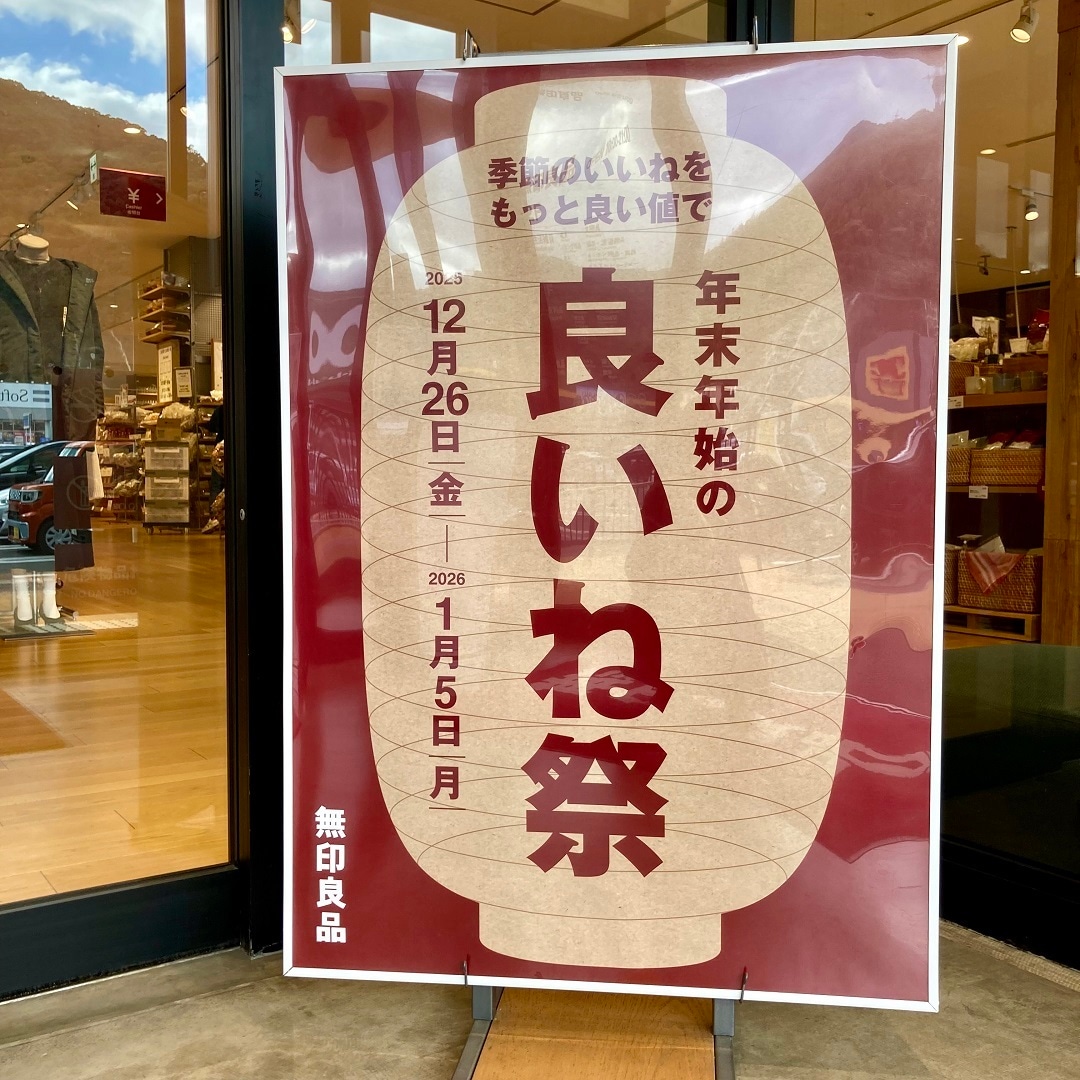 季節のいいねを
もっと良い値で
年末年始の
良いね祭
2025
12月26日
金
—
2026
1月5日
月
無印良品
¥
Cashier
Soft